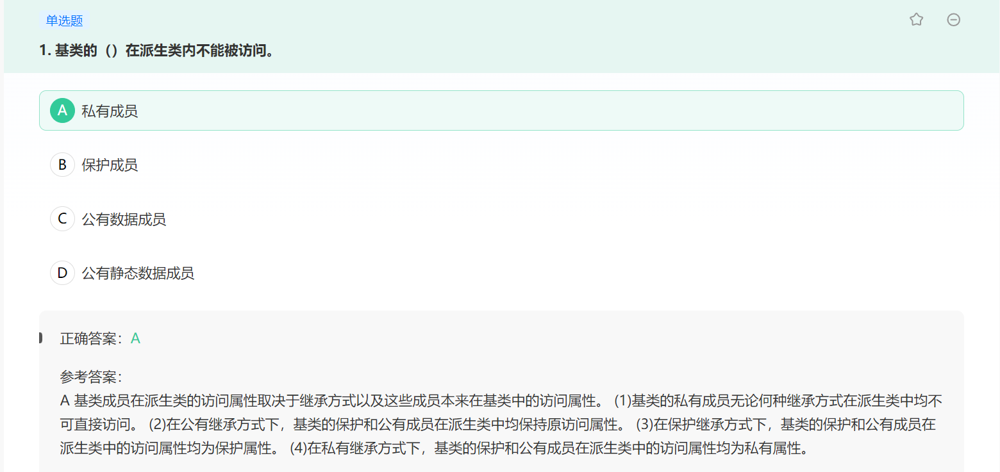 单选题
1. 基类的（）在派生类内不能被访问。
A 私有成员
B 保护成员
C 公有数据成员
D 公有静态数据成员
正确答案：A
参考答案：
A 基类成员在派生类的访问属性取决于继承方式以及这些成员本来在基类中的访问属性。 (1)基类的私有成员无论何种继承方式在派生类中均不
可直接访问。 (2)在公有继承方式下，基类的保护和公有成员在派生类中均保持原访问属性。 (3)在保护继承方式下，基类的保护和公有成员在
派生类中的访问属性均为保护属性。 (4)在私有继承方式下，基类的保护和公有成员在派生类中的访问属性均为私有属性。